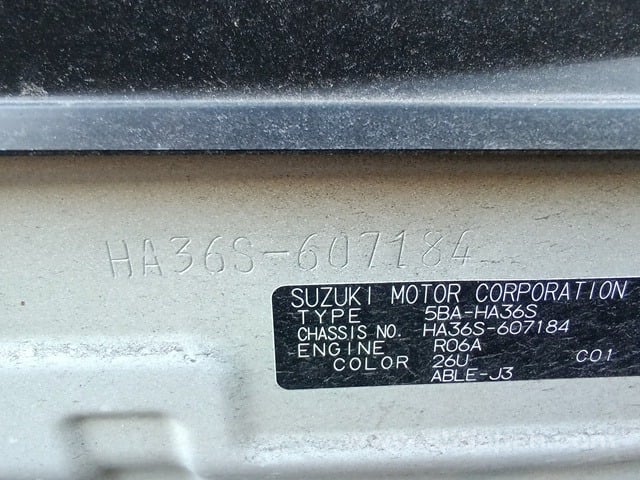 HA36S-607184
SUZUKI MOTOR CORPORATION
TYPE 5BA-HA36S
CHASSIS NO. HA36S-607184
ENGINE R06A
COLOR 26U C01
ABLE-J3